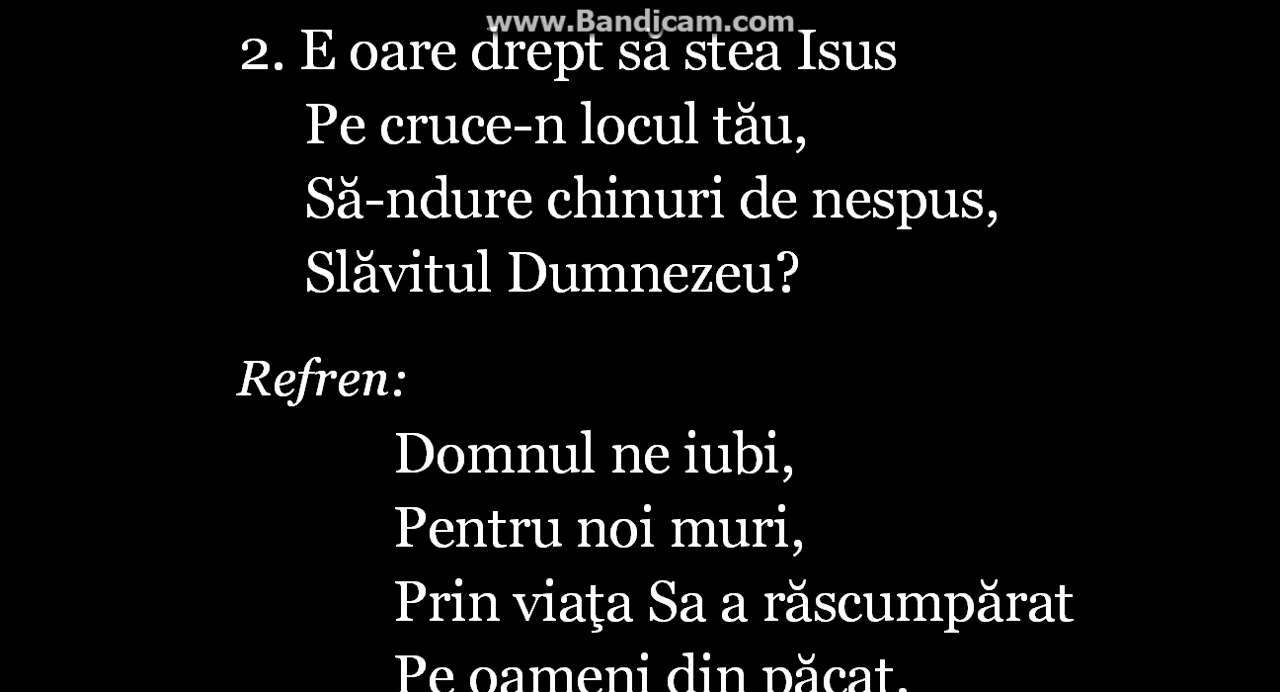 www.Bandicam.com
2. E oare drept să stea Isus
Pe cruce-n locul tău,
Să-ndure chinuri de nespus,
Slăvitul Dumnezeu?
Refren:
Domnul ne iubi,
Pentru noi muri,
Prin viaţa Sa a răscumpărat
Pe oameni din păcat.